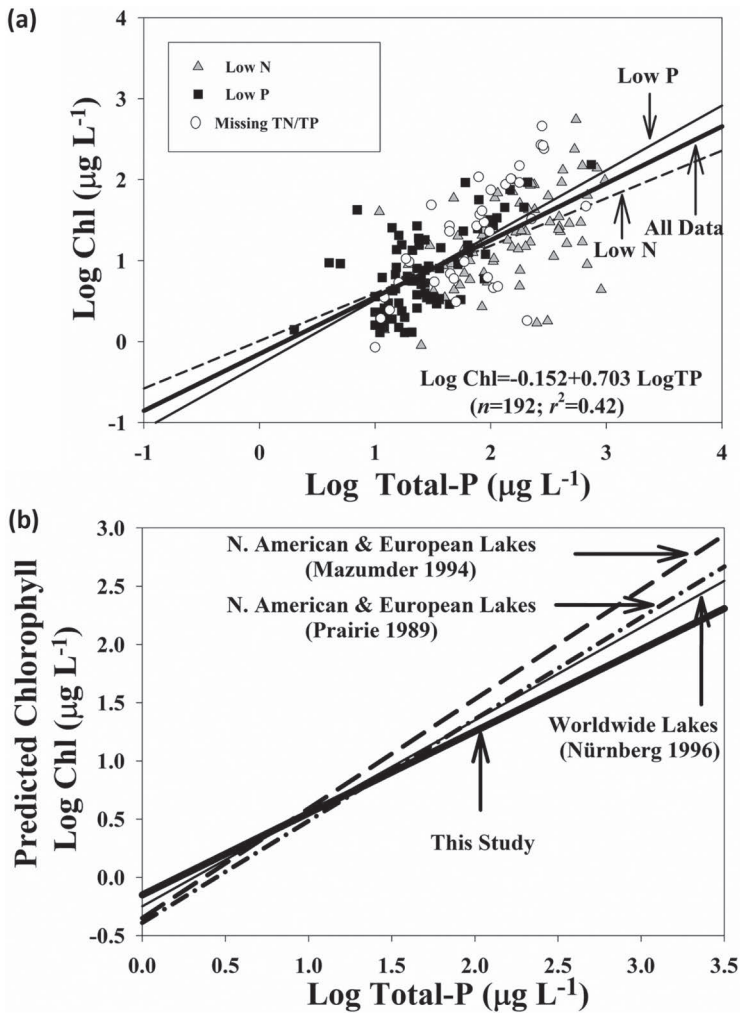 (a)
4
3
2
1
0
-1
Log Chl (µg L-1)
Low N
Low P
Missing TN/TP
Low P
All Data
Low N
Log Chl=-0.152+0.703 LogTP
(n=192; r2=0.42)
-1 0 1 2 3 4
Log Total-P (µg L-1)
(b)
3.0
2.5
2.0
1.5
1.0
0.5
0.0
-0.5
Predicted Chlorophyll
Log Chl (µg L-1)
N. American & European Lakes
(Mazumder 1994)
N. American & European Lakes
(Prairie 1989)
Worldwide Lakes
(Nürnberg 1996)
This Study
0.0 0.5 1.0 1.5 2.0 2.5 3.0 3.5
Log Total-P (µg L-1)